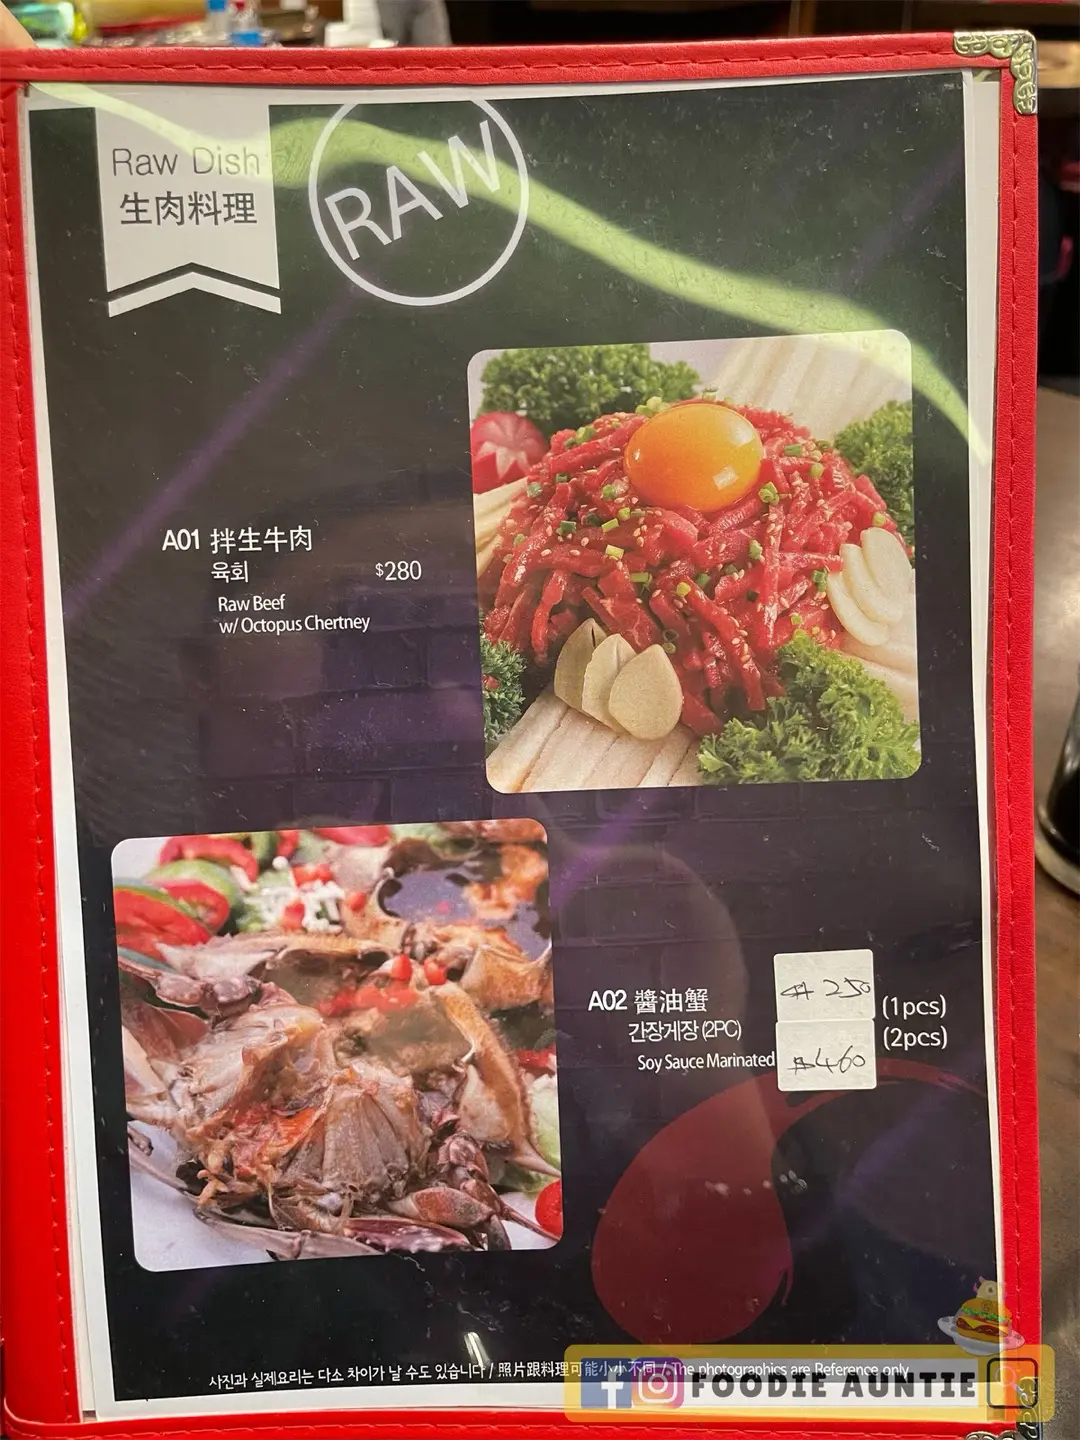 Raw Dish
生肉料理
RAW
A01 拌生牛肉
육회 $280
Raw Beef
w/ Octopus Chertney
A02 醬油蟹
간장게장 (2PC)
Soy Sauce Marinated
$250 (1pcs)
$460 (2pcs)
사진과 실제요리는 다소 차이가 날 수도 있습니다 / 照片跟料理可能小小不同 / The photographics are Reference only
FOODIE AUNTIE